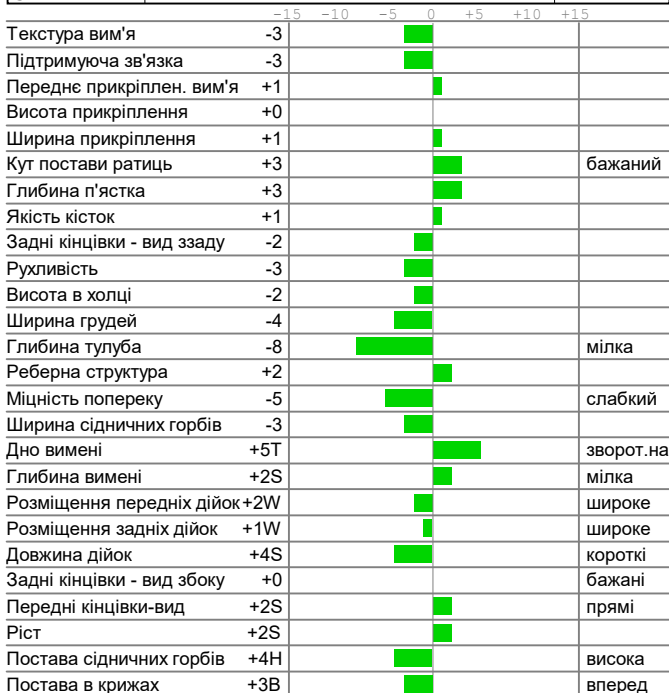 -15 -10 -5 0 +5 +10 +15
Текстура вим'я -3
Підтримуюча зв'язка -3
Переднє прикріплен. вим'я +1
Висота прикріплення +0
Ширина прикріплення +1
Кут постави ратиць +3 бажаний
Глибина п'ястка +3
Якість кісток +1
Задні кінцівки - вид ззаду -2
Рухливість -3
Висота в холці -2
Ширина грудей -4
Глибина тулуба -8 мілка
Реберна структура +2
Міцність попереку -5 слабкий
Ширина сідничних горбів -3
Дно вимені +5T зворот.на
Глибина вимені +2S мілка
Розміщення передніх дійок +2W широке
Розміщення задніх дійок +1W широке
Довжина дійок +4S короткі
Задні кінцівки - вид збоку +0 бажані
Передні кінцівки-вид +2S прямі
Ріст +2S
Постава сідничних горбів +4H висока
Постава в крижах +3B вперед